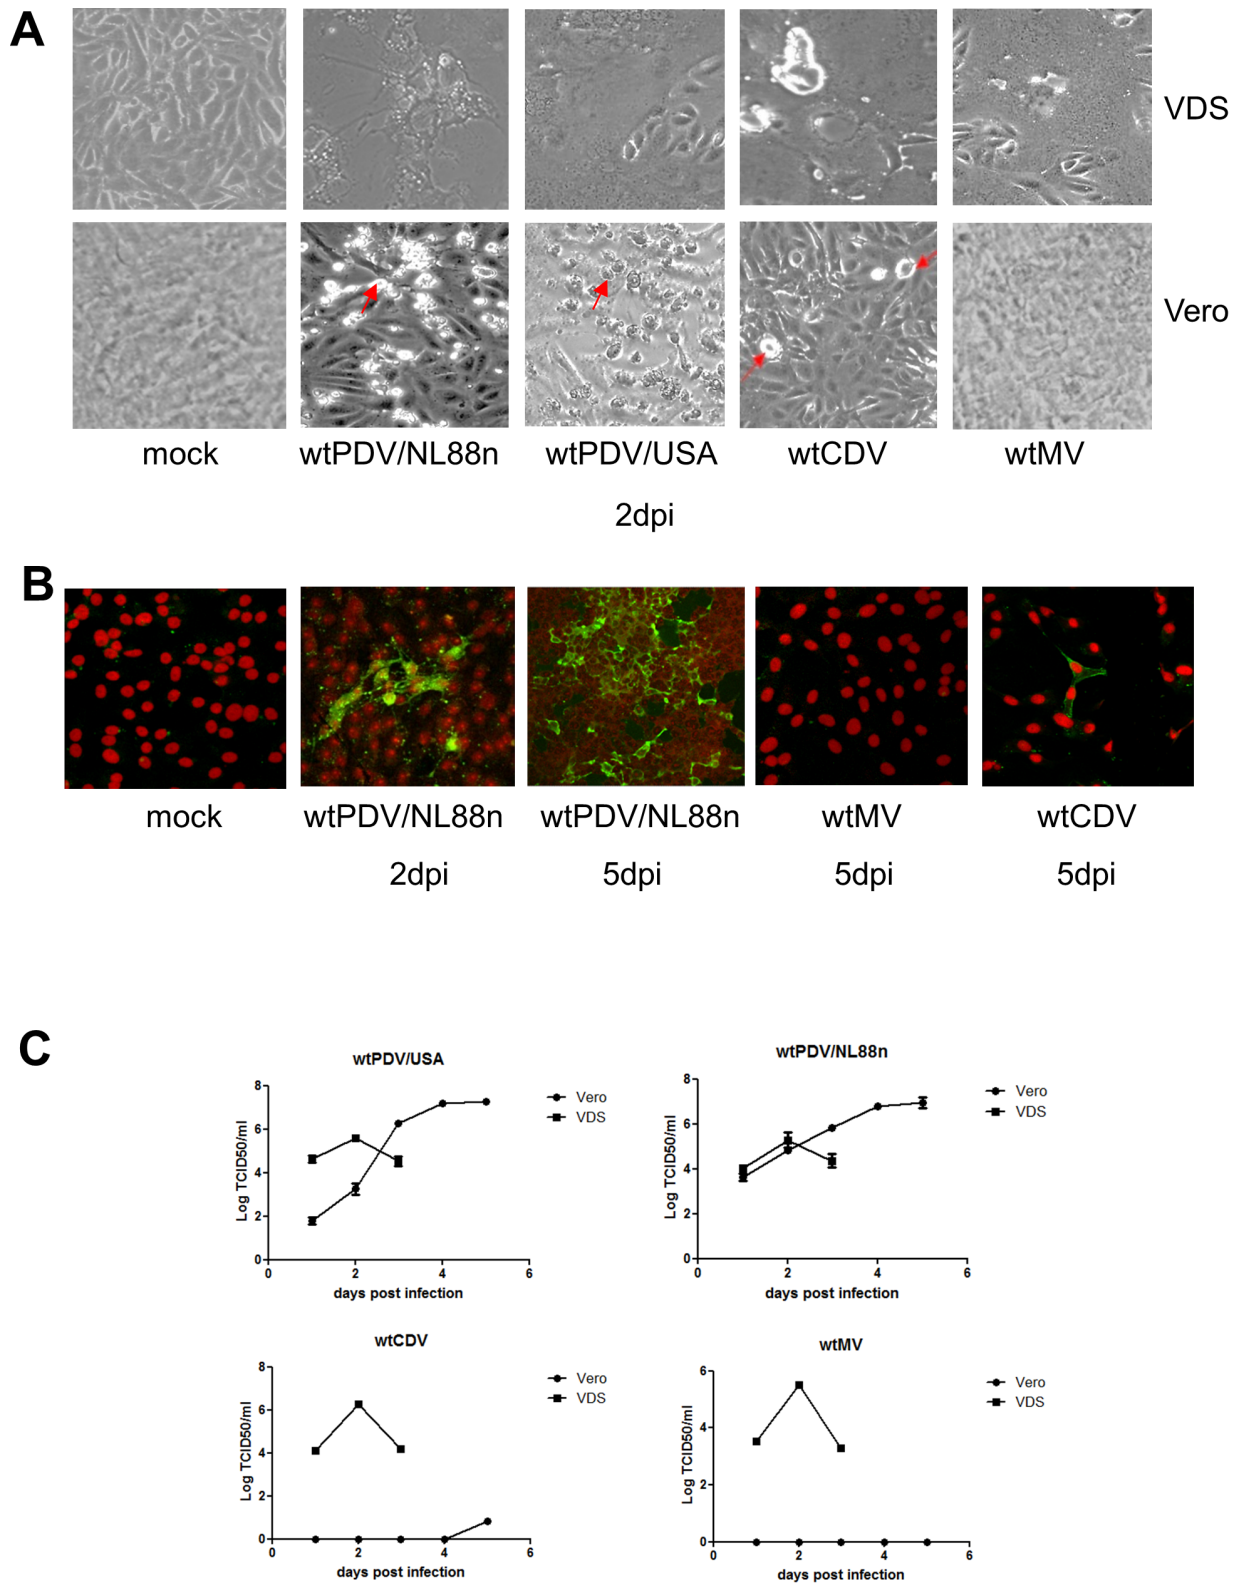 A
VDS
Vero
mock wtPDV/NL88n wtPDV/USA wtCDV wtMV
2dpi
B
mock wtPDV/NL88n wtPDV/NL88n wtMV wtCDV
2dpi 5dpi 5dpi 5dpi
C
wtPDV/USA
8
6
4
2
0
0 2 4 6
Log TCID50/ml
days post infection
Vero
VDS
wtPDV/NL88n
8
6
4
2
0
0 2 4 6
Log TCID50/ml
days post infection
Vero
VDS
wtCDV
8
6
4
2
0
0 2 4 6
Log TCID50/ml
days post infection
Vero
VDS
wtMV
6
4
2
0
0 2 4 6
Log TCID50/ml
days post infection
Vero
VDS